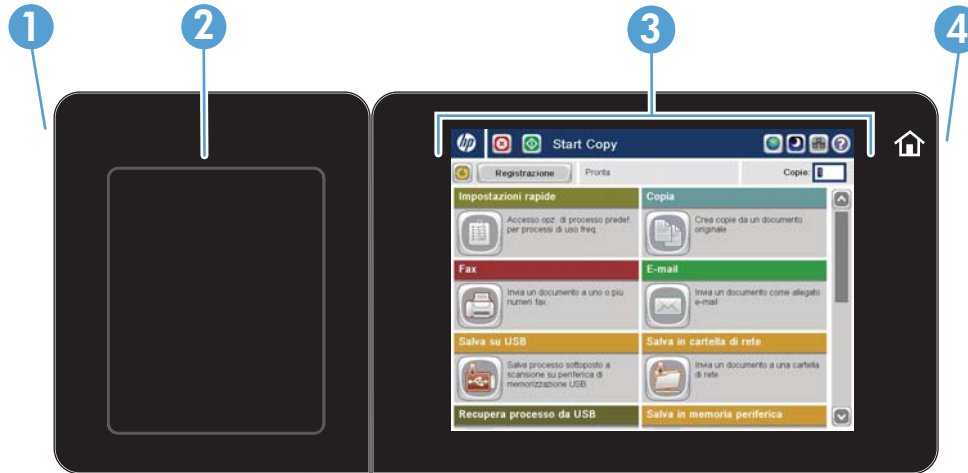 1
2
3
4
hp
Start Copy
Registrazione
Pronta
Copie:
Impostazioni rapide
Accesso opz. di processo predef.
per processi di uso freq.
Copia
Crea copie da un documento
originale
Fax
Invia un documento a uno o più
numeri fax.
E-mail
Invia un documento come allegato
e-mail
Salva su USB
Salva processo sottoposto a
scansione su periferica di
memorizzazione USB
Salva in cartella di rete
Invia un documento a una cartella
di rete
Recupera processo da USB
Salva in memoria periferica